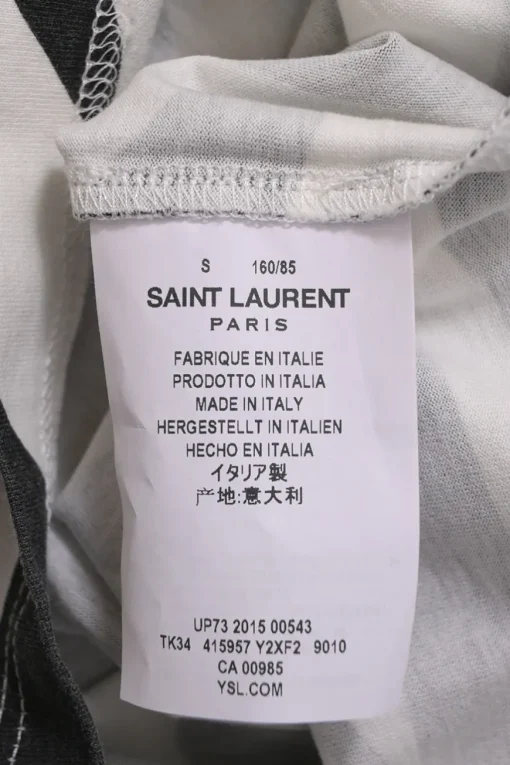 S 160/85
SAINT LAURENT
PARIS
FABRIQUE EN ITALIE
PRODOTTO IN ITALIA
MADE IN ITALY
HERGESTELLT IN ITALIEN
HECHO EN ITALIA
イタリア製
产地:意大利
UP73 2015 00543
TK34 415957 Y2XF2 9010
CA 00985
YSL.COM